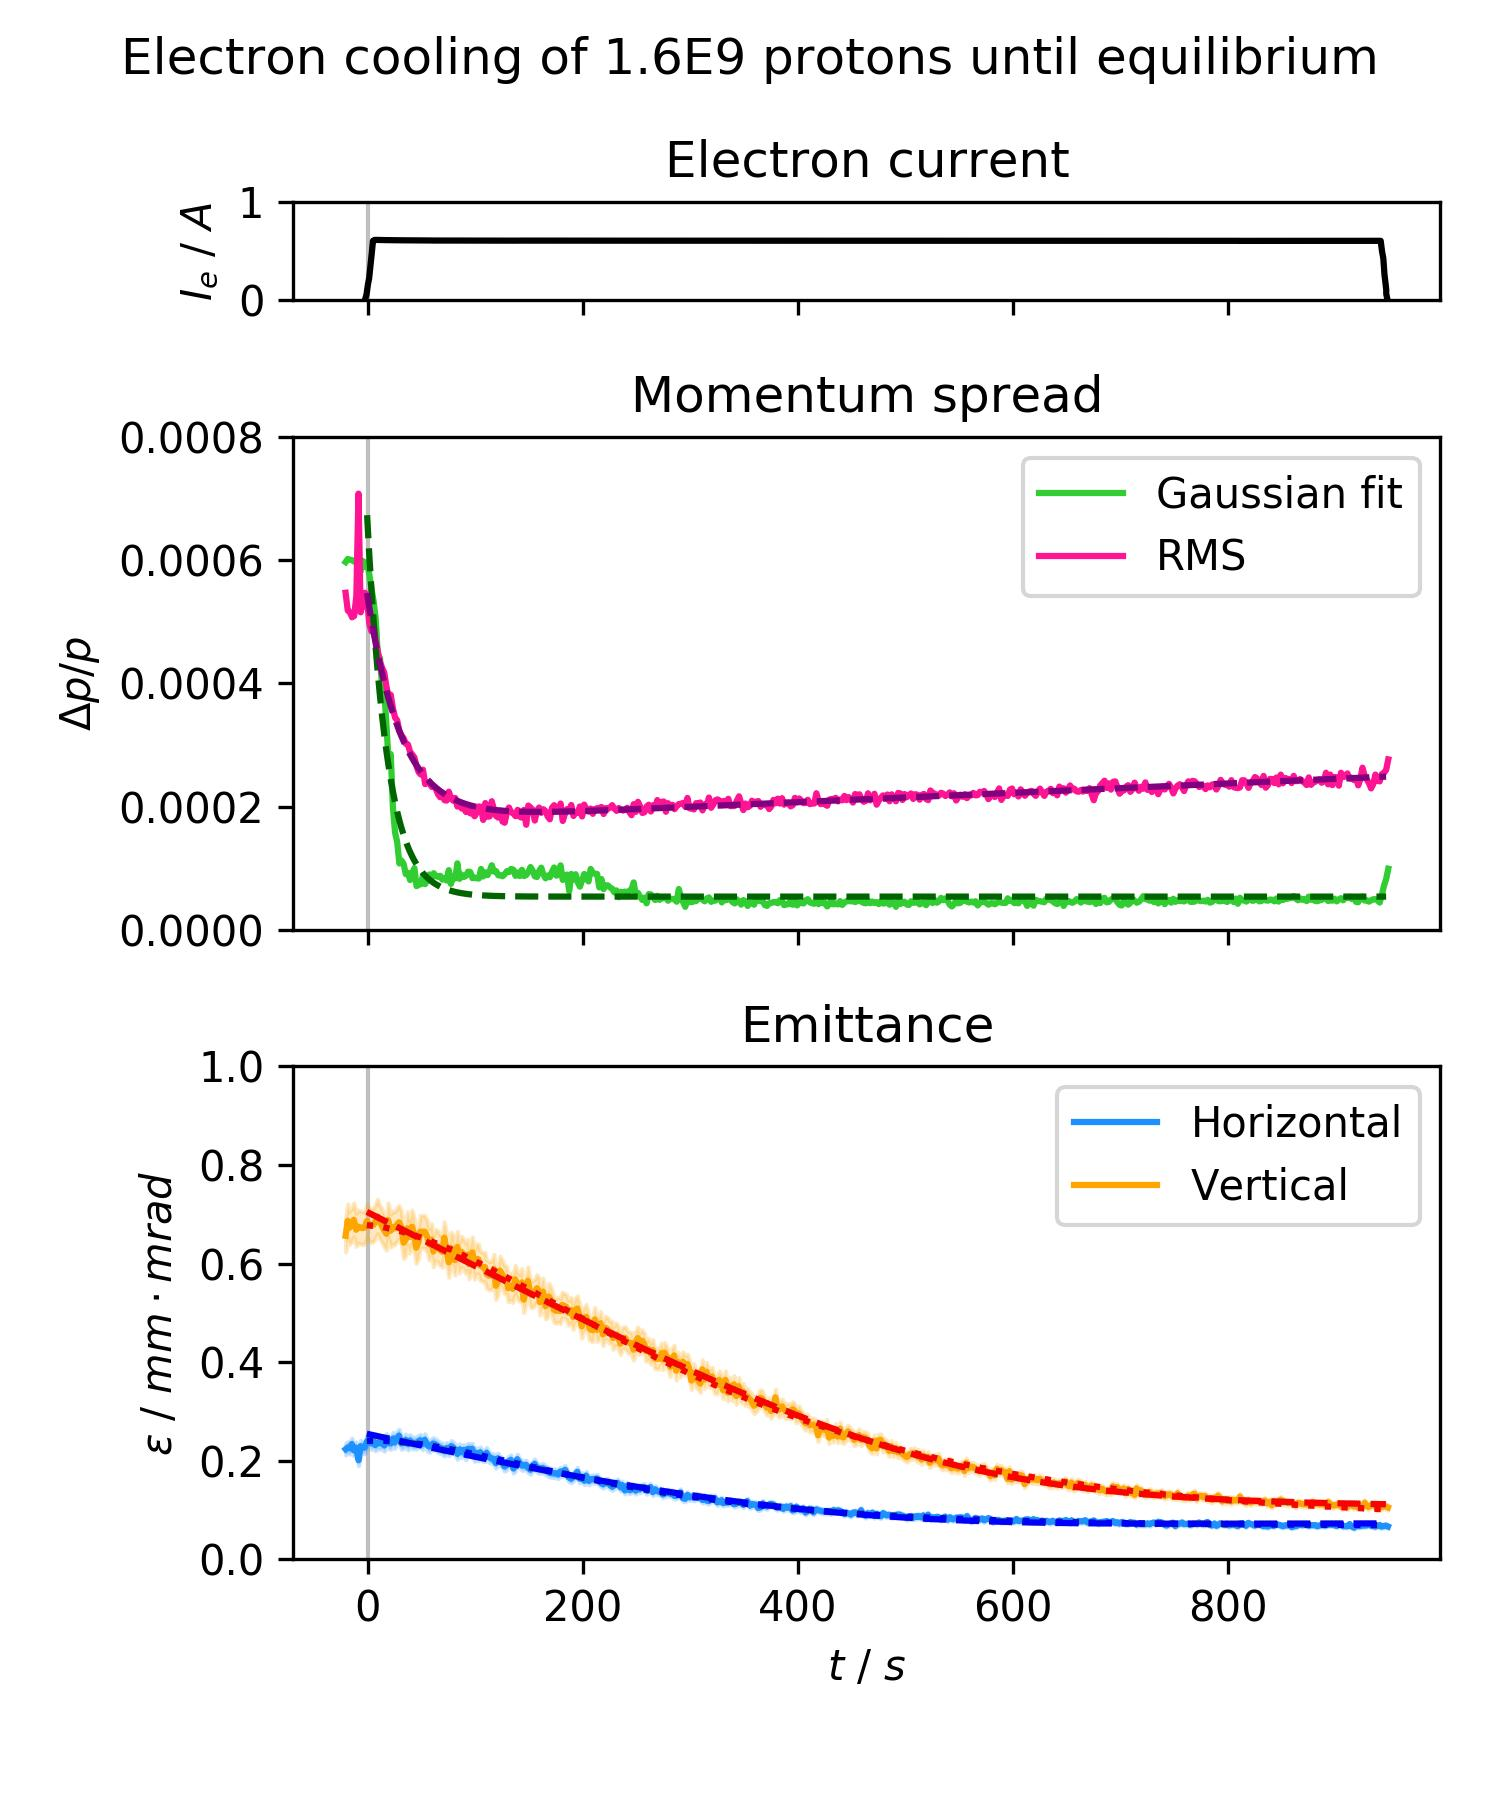 Electron cooling of 1.6E9 protons until equilibrium
Electron current
I_e / A
1
0
Momentum spread
Δp/p
0.0008
0.0006
0.0004
0.0002
0.0000
Gaussian fit
RMS
Emittance
ε / mm · mrad
1.0
0.8
0.6
0.4
0.2
0.0
Horizontal
Vertical
0 200 400 600 800
t / s